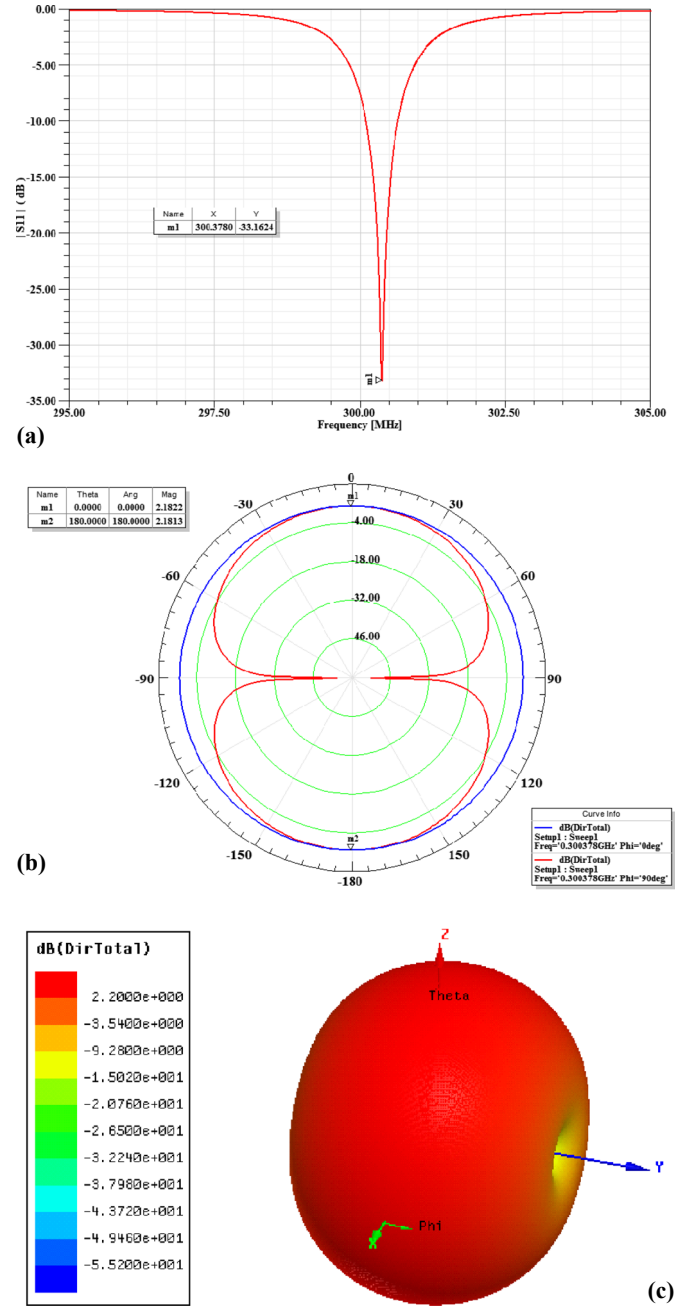 0.00
-5.00
-10.00
-15.00
-20.00
-25.00
-30.00
-35.00
|S11| (dB)
Name X Y
m1 300.3780 -33.1624
m1
295.00 297.50 300.00 302.50 305.00
Frequency [MHz]
(a)
Name Theta Ang Mag
m1 0.0000 0.0000 2.1822
m2 180.0000 180.0000 2.1813
0
m1
-30 30
-4.00
-60 60
-18.00
-32.00
46.00
-90 90
-120 120
m2
-150 150
-180
Curve Info
dB(DirTotal)
Setup1 : Sweep1
Freq='0.300378GHz' Phi='0deg'
dB(DirTotal)
Setup1 : Sweep1
Freq='0.300378GHz' Phi='90deg'
(b)
dB(DirTotal)
2.2000e+000
-3.5400e+000
-9.2800e+000
-1.5020e+001
-2.0760e+001
-2.6500e+001
-3.2240e+001
-3.7980e+001
-4.3720e+001
-4.9460e+001
-5.5200e+001
Z
Theta
Y
Phi
X
(c)